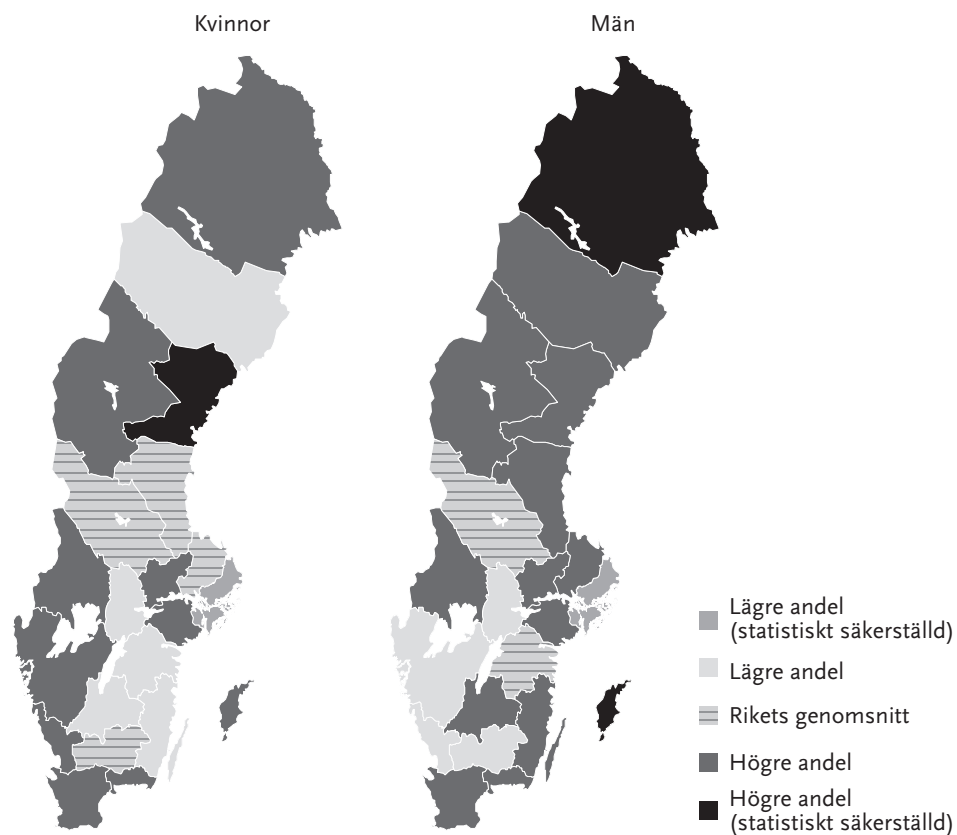 Kvinnor
Män
Lägre andel
(statistiskt säkerställd)
Lägre andel
Rikets genomsnitt
Högre andel
Högre andel
(statistiskt säkerställd)